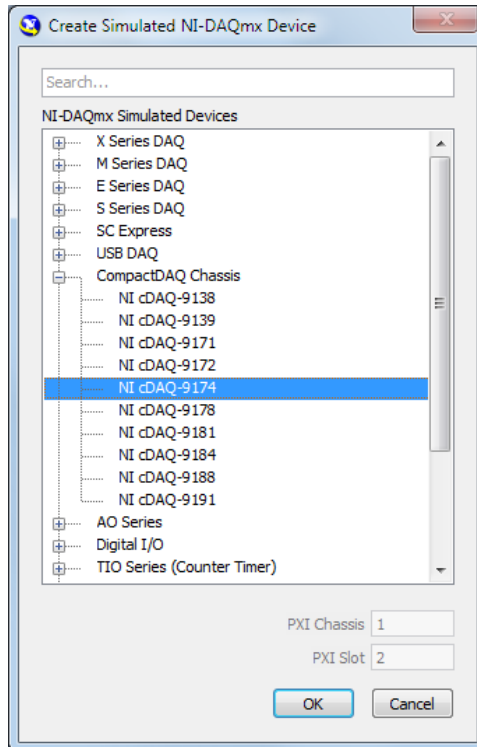 Create Simulated NI-DAQmx Device
Search...
NI-DAQmx Simulated Devices
X Series DAQ
M Series DAQ
E Series DAQ
S Series DAQ
SC Express
USB DAQ
CompactDAQ Chassis
NI cDAQ-9138
NI cDAQ-9139
NI cDAQ-9171
NI cDAQ-9172
NI cDAQ-9174
NI cDAQ-9178
NI cDAQ-9181
NI cDAQ-9184
NI cDAQ-9188
NI cDAQ-9191
AO Series
Digital I/O
TIO Series (Counter Timer)
PXI Chassis 1
PXI Slot 2
OK Cancel